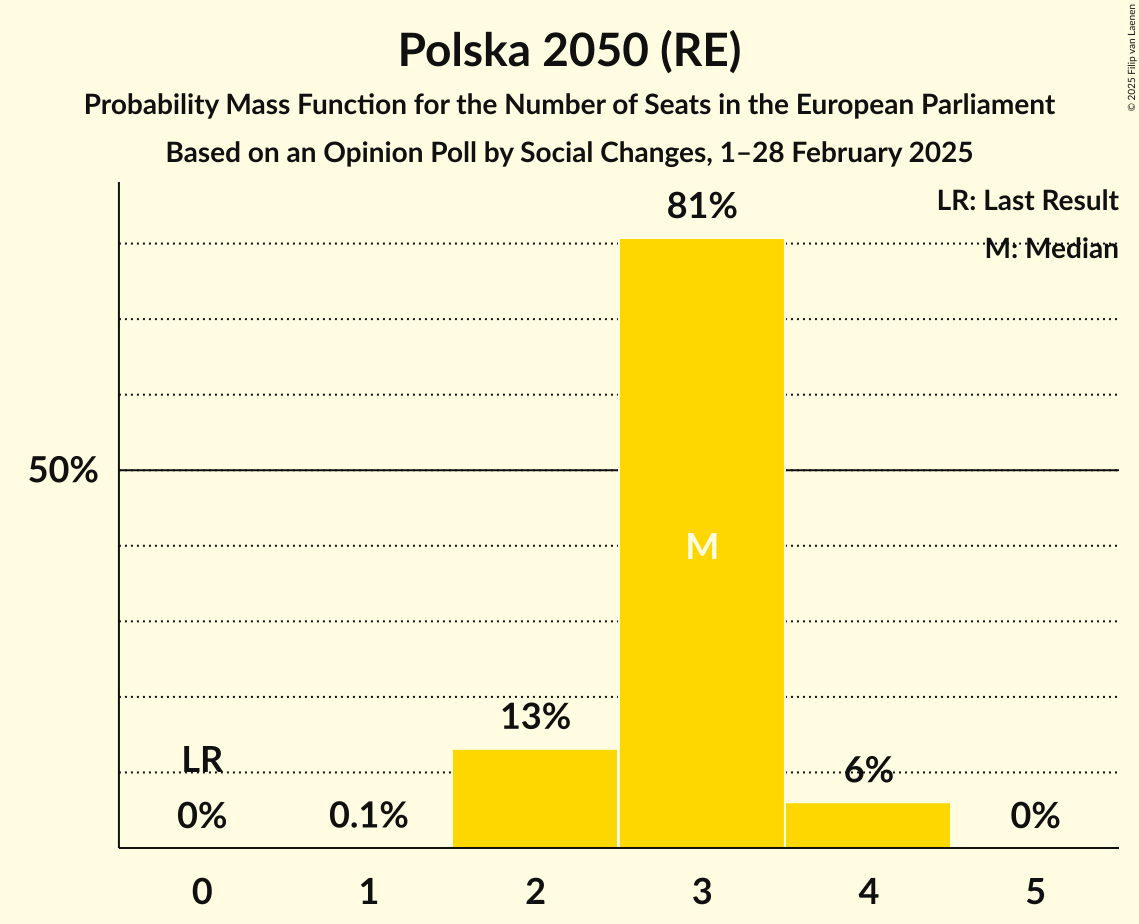 Polska 2050 (RE)
Probability Mass Function for the Number of Seats in the European Parliament
Based on an Opinion Poll by Social Changes, 1–28 February 2025
© 2025 Filip van Laenen
LR: Last Result
M: Median
81%
50%
M
13%
LR
6%
0%
0.1%
0%
0 1 2 3 4 5